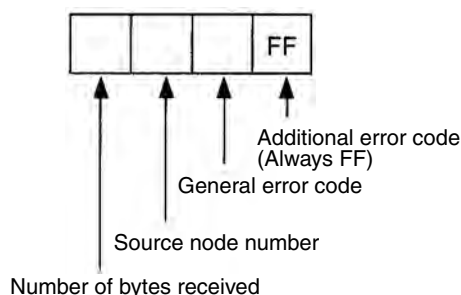 FF
Additional error code
(Always FF)
General error code
Source node number
Number of bytes received